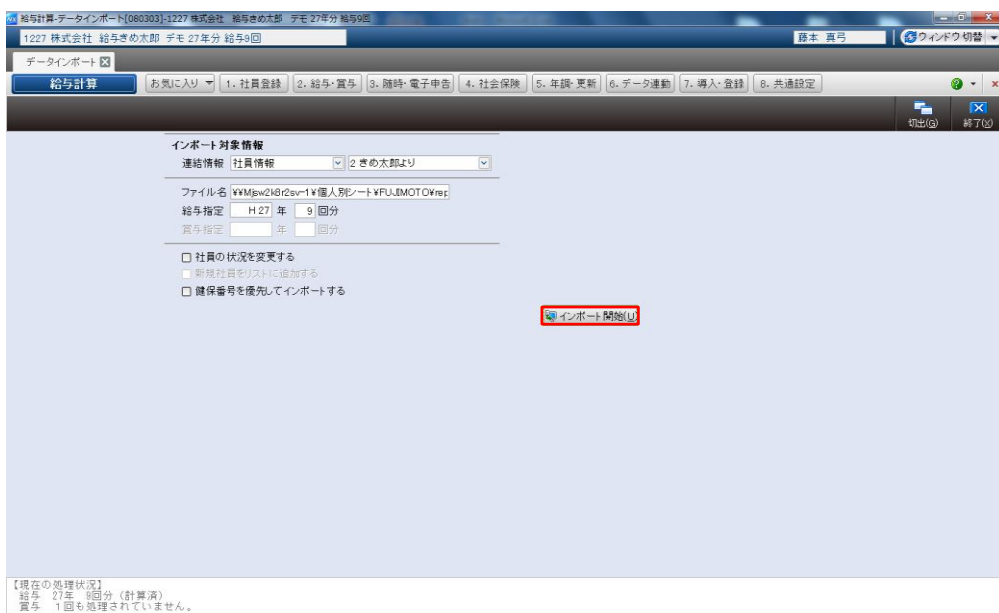 給与計算-データインポート[080303]-1227 株式会社 給与きめ太郎 デモ 27年分 給与9回
1227 株式会社 給与きめ太郎 デモ 27年分 給与9回
藤本 真弓
ウィンドウ切替
データインポート
給与計算
お気に入り
1. 社員登録
2. 給与・賞与
3. 随時・電子申告
4. 社会保険
5. 年調・更新
6. データ連動
7. 導入・登録
8. 共通設定
切出(G)
終了(X)
インポート対象情報
連結情報 社員情報 2 きめ太郎より
ファイル名 ¥¥Mjsw2k8r2sv-1¥個人別シート¥FUJIMOTO¥rep
給与指定 H27 年 9 回分
賞与指定 年 回分
社員の状況を変更する
新規社員をリストに追加する
健保番号を優先してインポートする
インポート開始(U)
【現在の処理状況】
給与 27年 9回分（計算済）
賞与 1回も処理されていません。